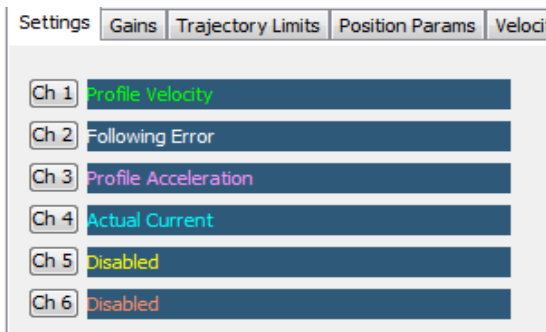 Settings Gains Trajectory Limits Position Params
Ch 1 Profile Velocity
Ch 2 Following Error
Ch 3 Profile Acceleration
Ch 4 Actual Current
Ch 5 Disabled
Ch 6 Disabled